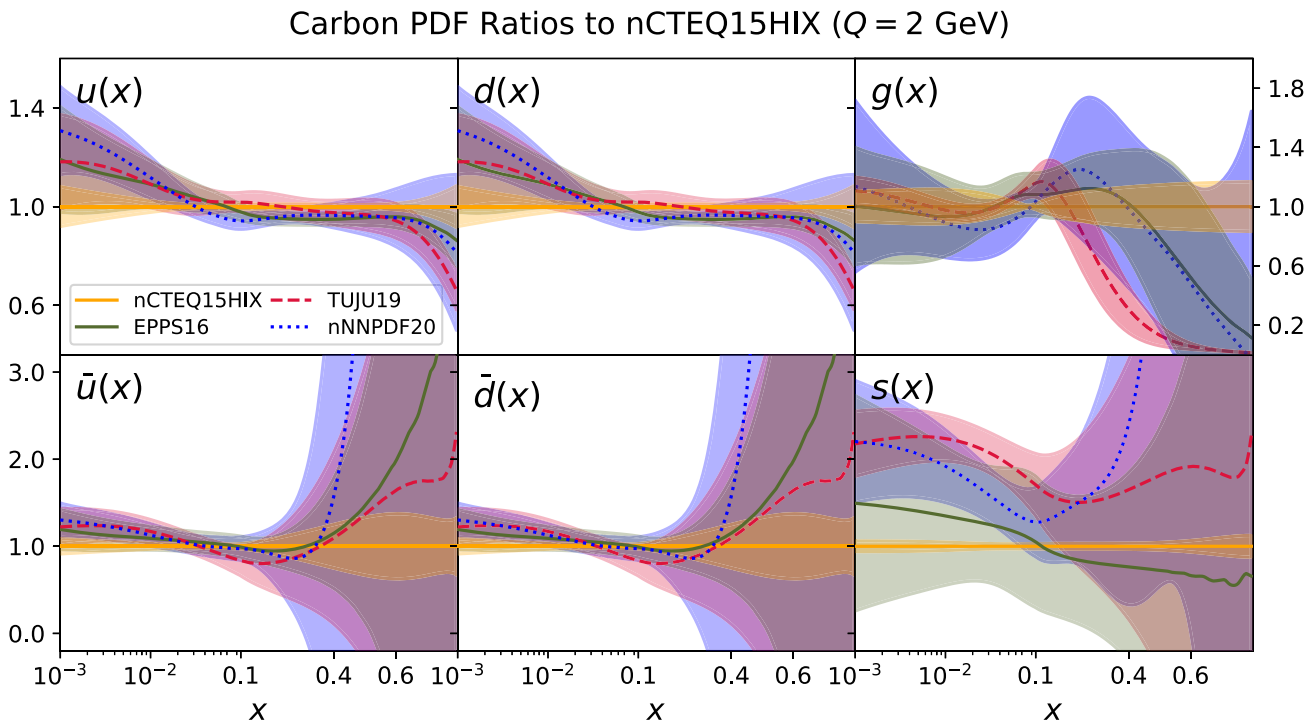 Carbon PDF Ratios to nCTEQ15HIX (Q = 2 GeV)
u(x)
d(x)
g(x)
1.4
1.0
0.6
1.8
1.4
1.0
0.6
0.2
nCTEQ15HIX
EPPS16
TUJU19
nNNPDF20
ū(x)
d̄(x)
s(x)
3.0
2.0
1.0
0.0
10⁻³ 10⁻² 0.1 0.4 0.6 10⁻³ 10⁻² 0.1 0.4 0.6 10⁻³ 10⁻² 0.1 0.4 0.6
x x x